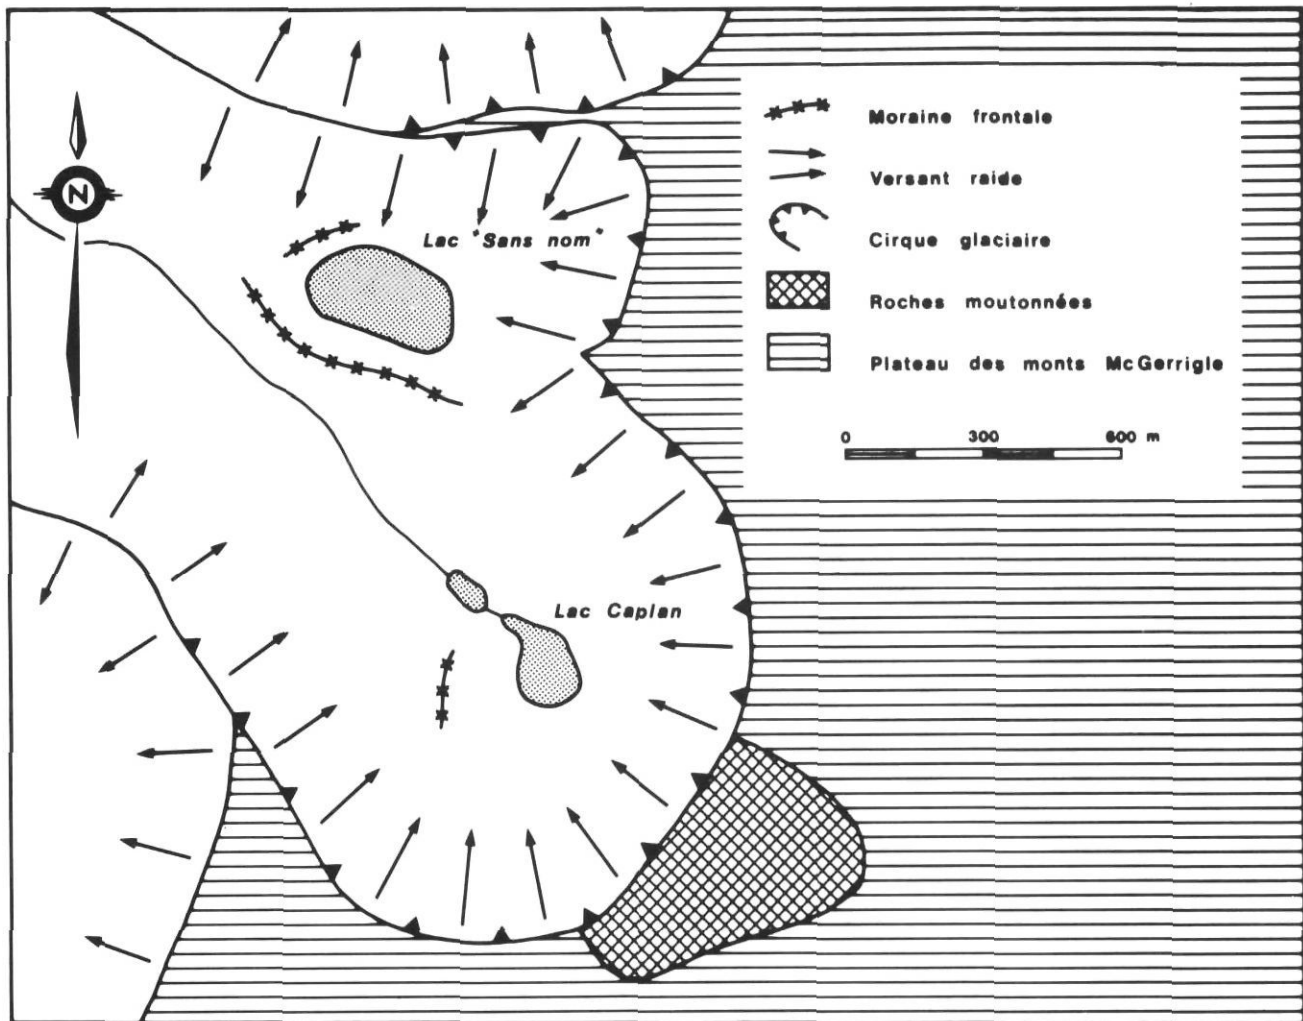 Moraine frontale
Versant raide
N
Lac "Sans nom"
Cirque glaciaire
Roches moutonnées
Plateau des monts McGerrigle
0 300 600 m
Lac Caplan